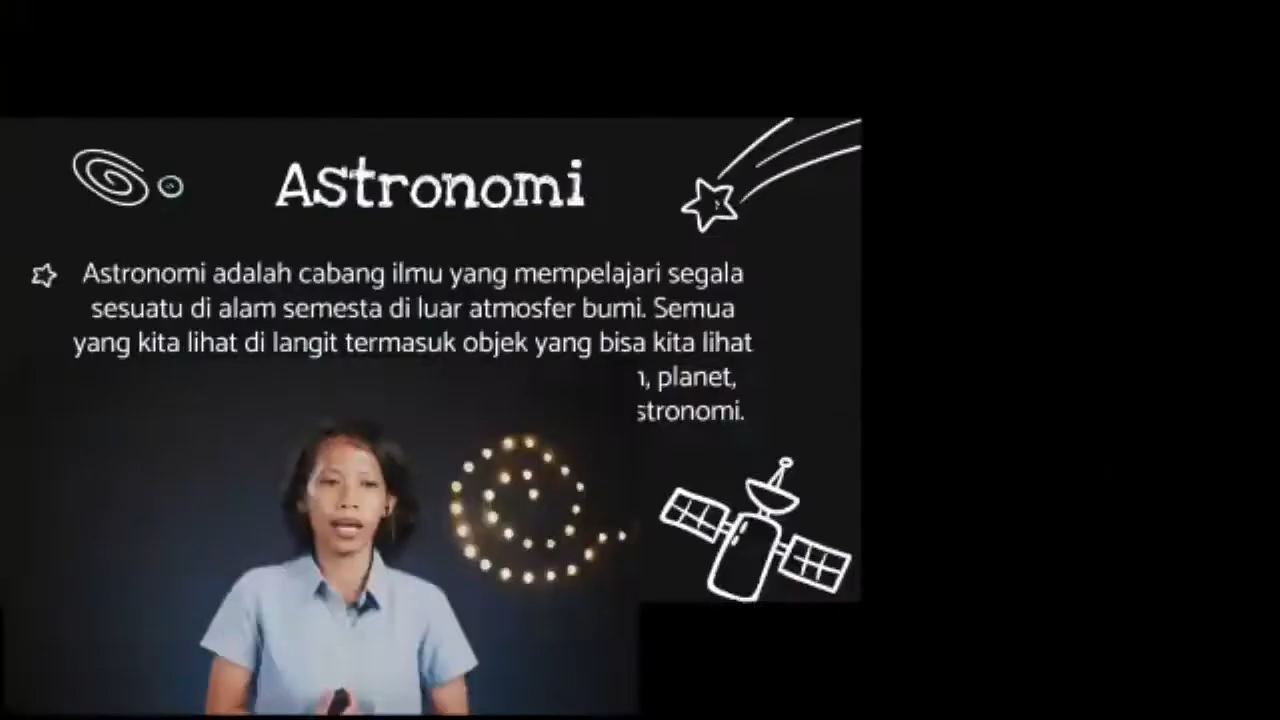 Astronomi
Astronomi adalah cabang ilmu yang mempelajari segala
sesuatu di alam semesta di luar atmosfer bumi. Semua
yang kita lihat di langit termasuk objek yang bisa kita lihat
planet,